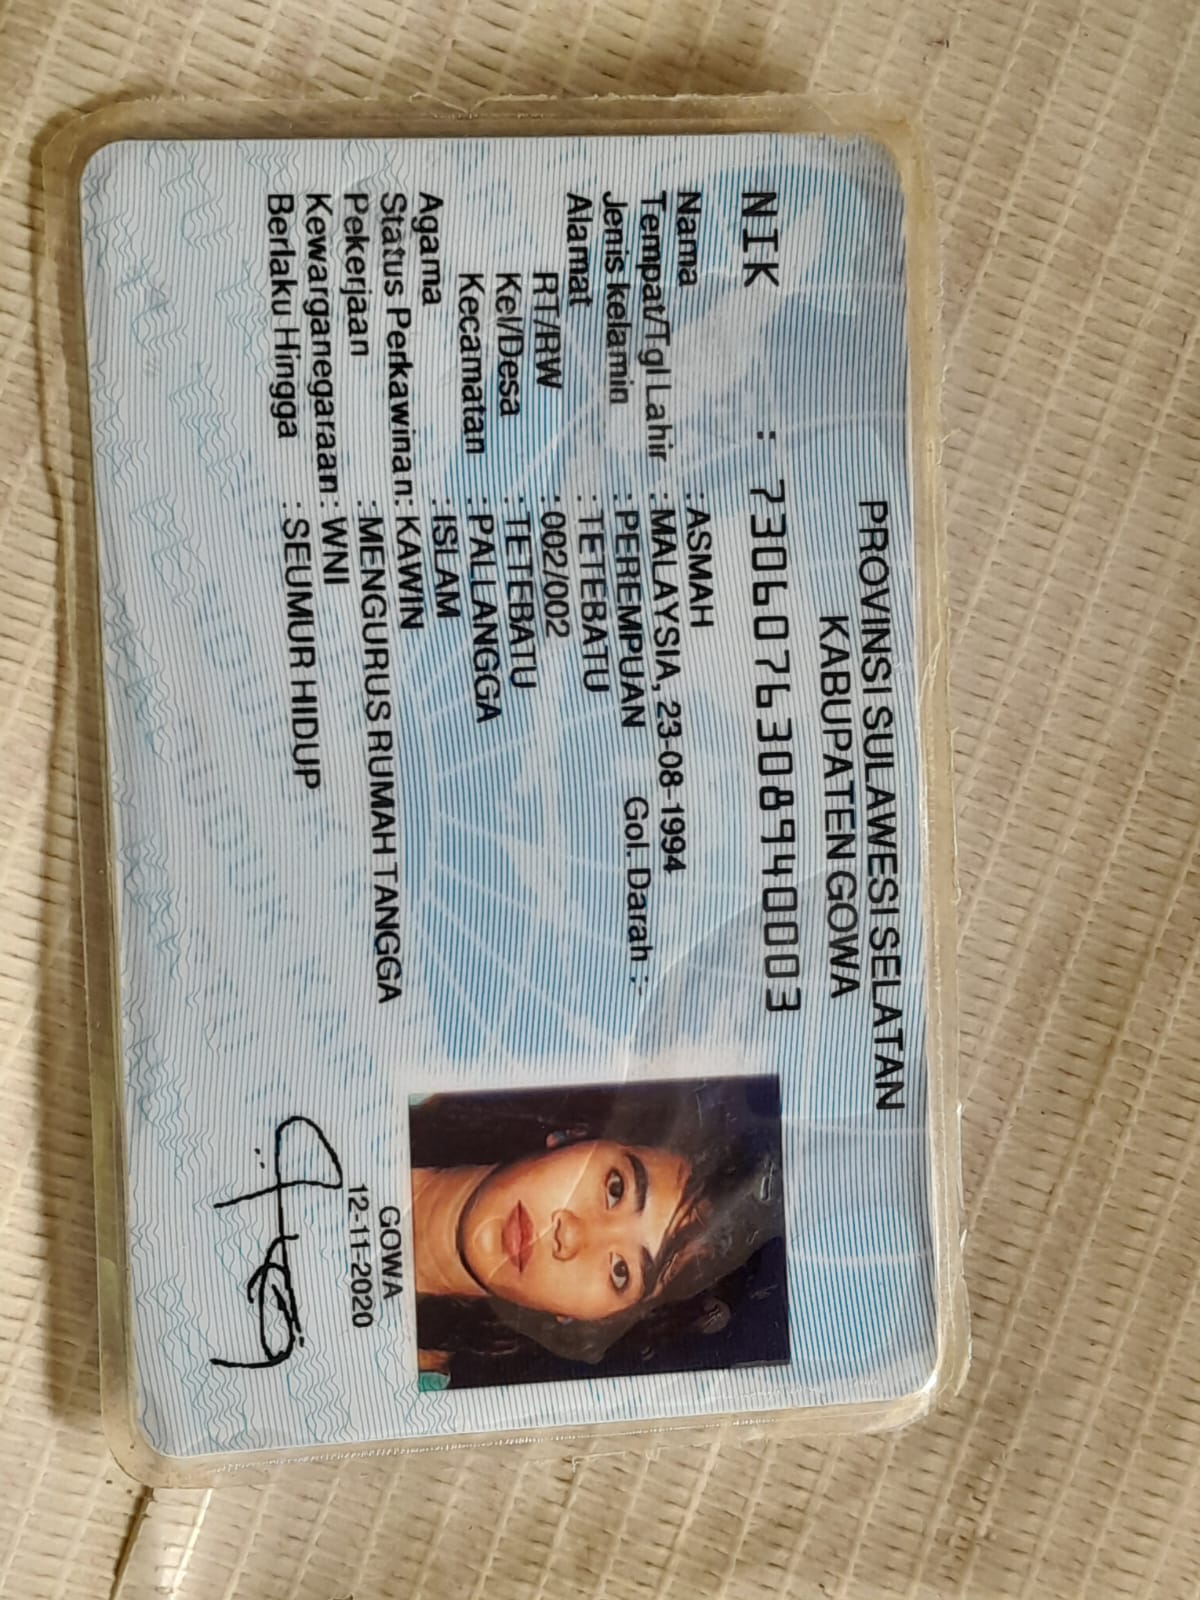 PROVINSI SULAWESI SELATAN
KABUPATEN GOWA
NIK : 7306076308940003
Nama : ASMAH
Tempat/Tgl Lahir : MALAYSIA, 23-08-1994
Jenis kelamin : PEREMPUAN Gol. Darah :-
Alamat : TETEBATU
RT/RW : 002/002
Kel/Desa : TETEBATU
Kecamatan : PALLANGGA
Agama : ISLAM
Status Perkawinan: KAWIN
Pekerjaan : MENGURUS RUMAH TANGGA
Kewarganegaraan: WNI
Berlaku Hingga : SEUMUR HIDUP
GOWA
12-11-2020